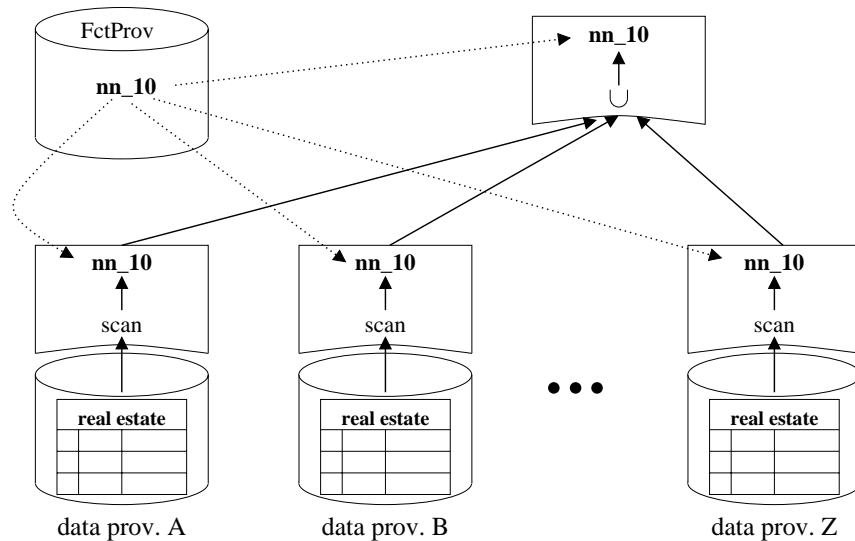 FctProv
nn_10
nn_10
∪
nn_10
nn_10
nn_10
scan
scan
scan
real estate
real estate
real estate
data prov. A
data prov. B
data prov. Z